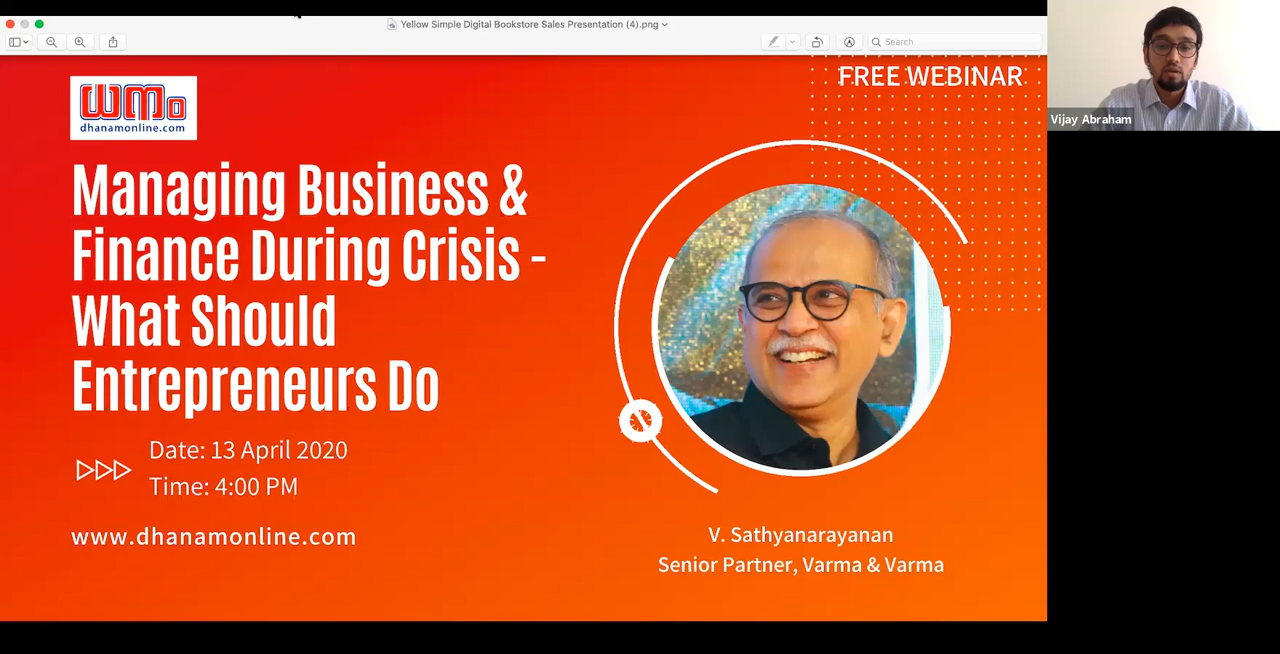 Yellow Simple Digital Bookstore Sales Presentation (4).png
Search
FREE WEBINAR
ധനം
dhanamonline.com
Managing Business &
Finance During Crisis -
What Should
Entrepreneurs Do
Date: 13 April 2020
Time: 4:00 PM
www.dhanamonline.com
V. Sathyanarayanan
Senior Partner, Varma & Varma
Vijay Abraham